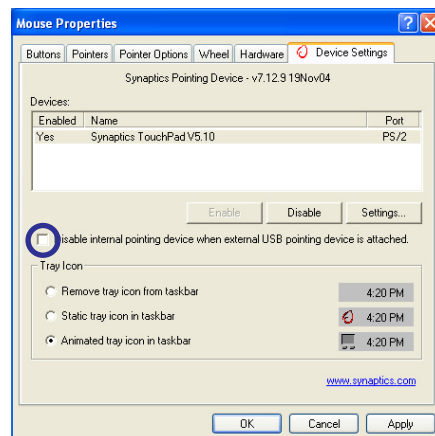 Mouse Properties
Buttons Pointers Pointer Options Wheel Hardware Device Settings
Synaptics Pointing Device - v7.12.9 19Nov04
Devices:
Enabled Name Port
Yes Synaptics TouchPad V5.10 PS/2
Enable Disable Settings...
Disable internal pointing device when external USB pointing device is attached.
Tray Icon
Remove tray icon from taskbar 4:20 PM
Static tray icon in taskbar 4:20 PM
Animated tray icon in taskbar 4:20 PM
www.synaptics.com
OK Cancel Apply